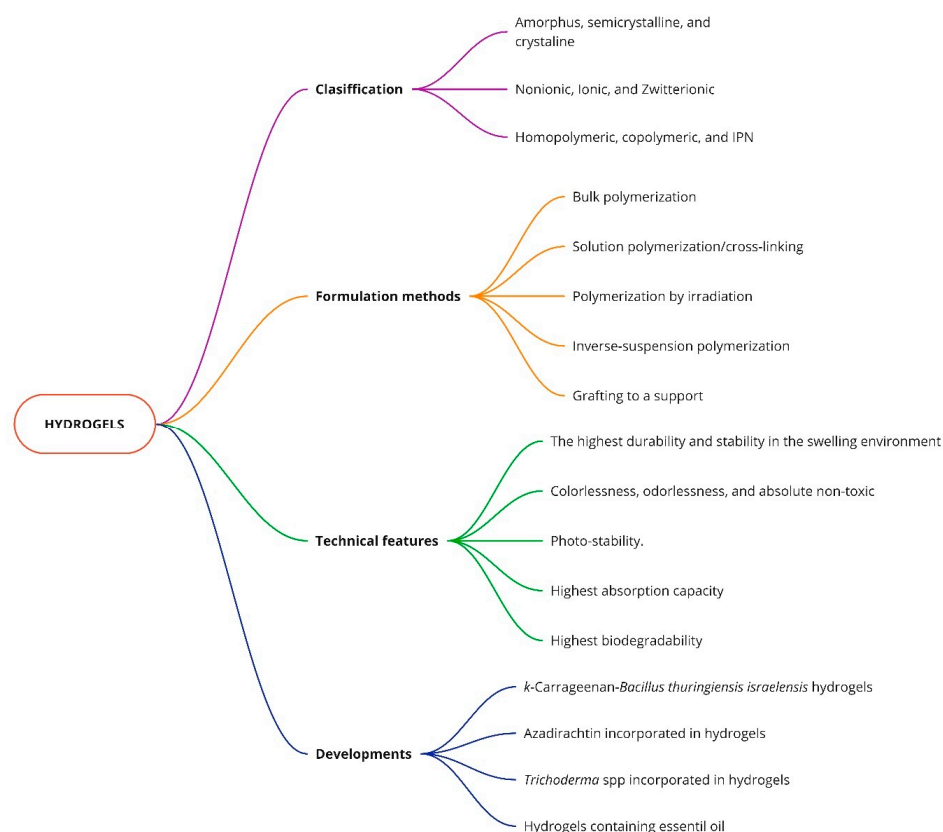 HYDROGELS
Clasiffication
Amorphus, semicrystalline, and
crystaline
Nonionic, Ionic, and Zwitterionic
Homopolymeric, copolymeric, and IPN
Formulation methods
Bulk polymerization
Solution polymerization/cross-linking
Polymerization by irradiation
Inverse-suspension polymerization
Grafting to a support
Technical features
The highest durability and stability in the swelling environment
Colorlessness, odorlessness, and absolute non-toxic
Photo-stability.
Highest absorption capacity
Highest biodegradability
Developments
k-Carrageenan-Bacillus thuringiensis israelensis hydrogels
Azadirachtin incorporated in hydrogels
Trichoderma spp incorporated in hydrogels
Hydrogels containing essentil oil